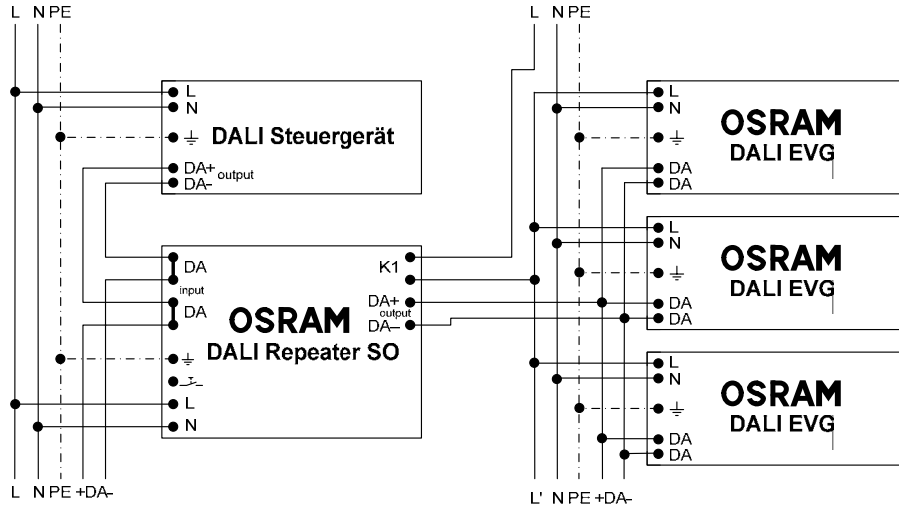 L N PE
L N PE
L
N
DALI Steuergerät
DA+
output
DA-
L
N
OSRAM
DALI EVG
DA
DA
DA
input
DA
K1
DA+
output
DA-
OSRAM
DALI Repeater SO
L
N
L
N
OSRAM
DALI EVG
DA
DA
L
N
OSRAM
DALI EVG
DA
DA
L N PE +DA-
L' N PE +DA-